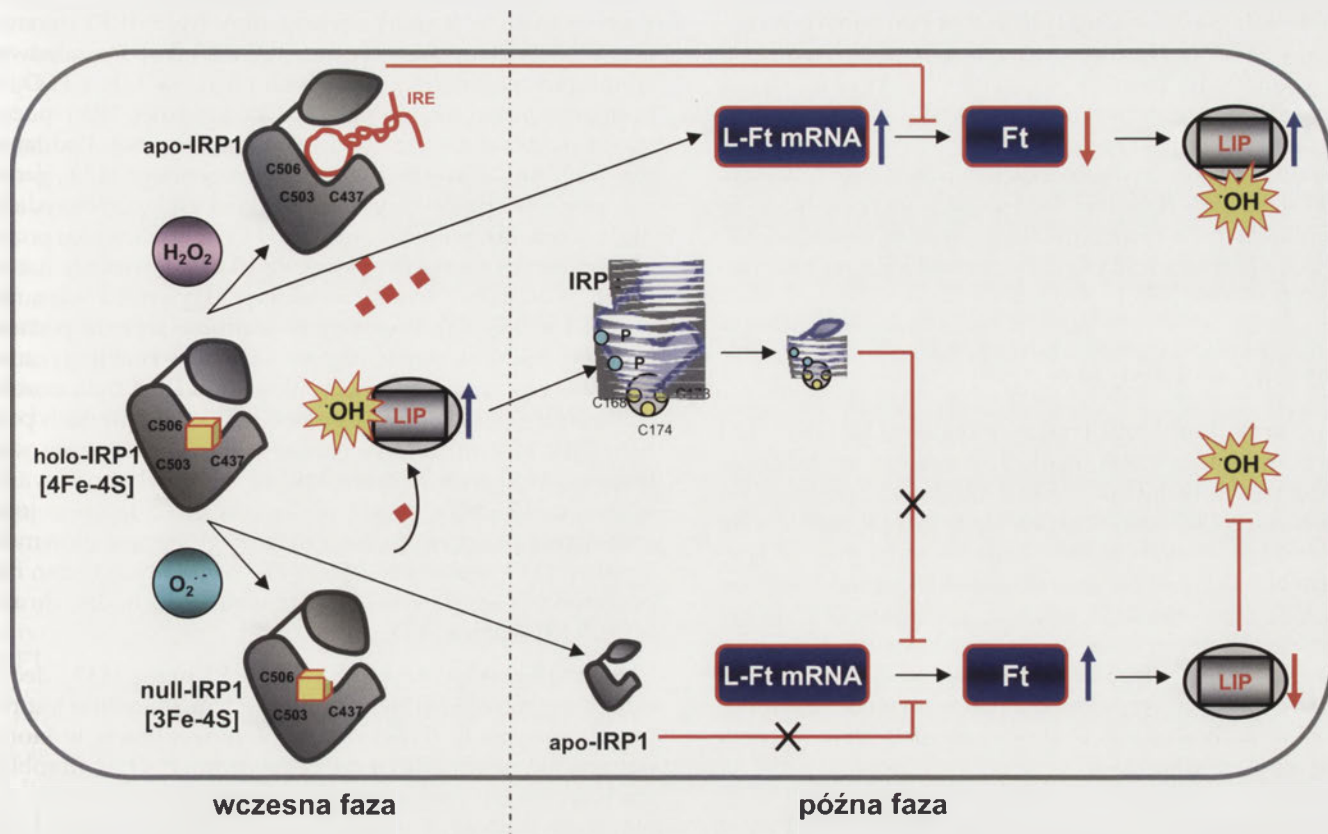 IRE
apo-IRP1
C506
C503
C437
L-Ft mRNA
Ft
LIP
·OH
H₂O₂
IRP
P
P
C168
C174
C506
C503
C437
holo-IRP1
[4Fe-4S]
·OH
LIP
·OH
O₂·⁻
C506
C503
C437
null-IRP1
[3Fe-4S]
apo-IRP1
L-Ft mRNA
Ft
LIP
wczesna faza
późna faza